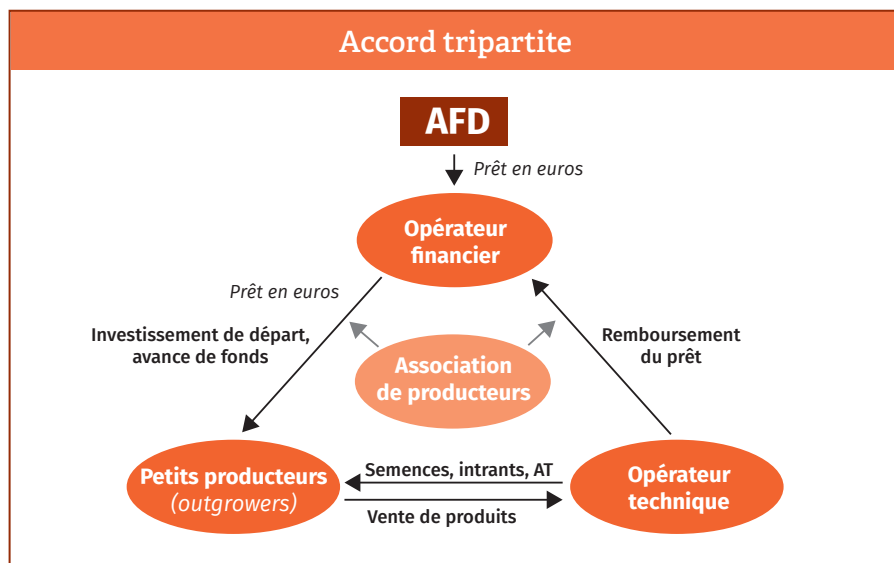 Accord tripartite
AFD
Prêt en euros
Opérateur
financier
Prêt en euros
Investissement de départ,
avance de fonds
Association
de producteurs
Remboursement
du prêt
Petits producteurs
(outgrowers)
Semences, intrants, AT
Vente de produits
Opérateur
technique